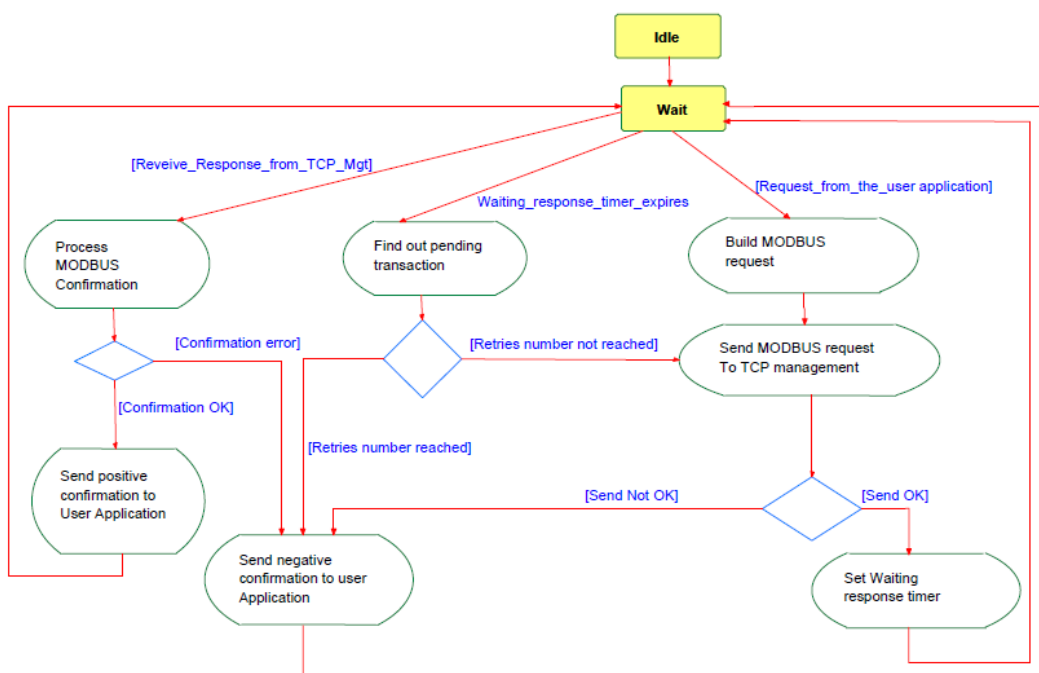 Idle
Wait
[Reveive_Response_from_TCP_Mgt]
[Request_from_the_user application]
Waiting_response_timer_expires
Process
MODBUS
Confirmation
Find out pending
transaction
Build MODBUS
request
[Confirmation error]
[Retries number not reached]
Send MODBUS request
To TCP management
[Confirmation OK]
[Retries number reached]
Send positive
confirmation to
User Application
[Send Not OK]
[Send OK]
Send negative
confirmation to user
Application
Set Waiting
response timer